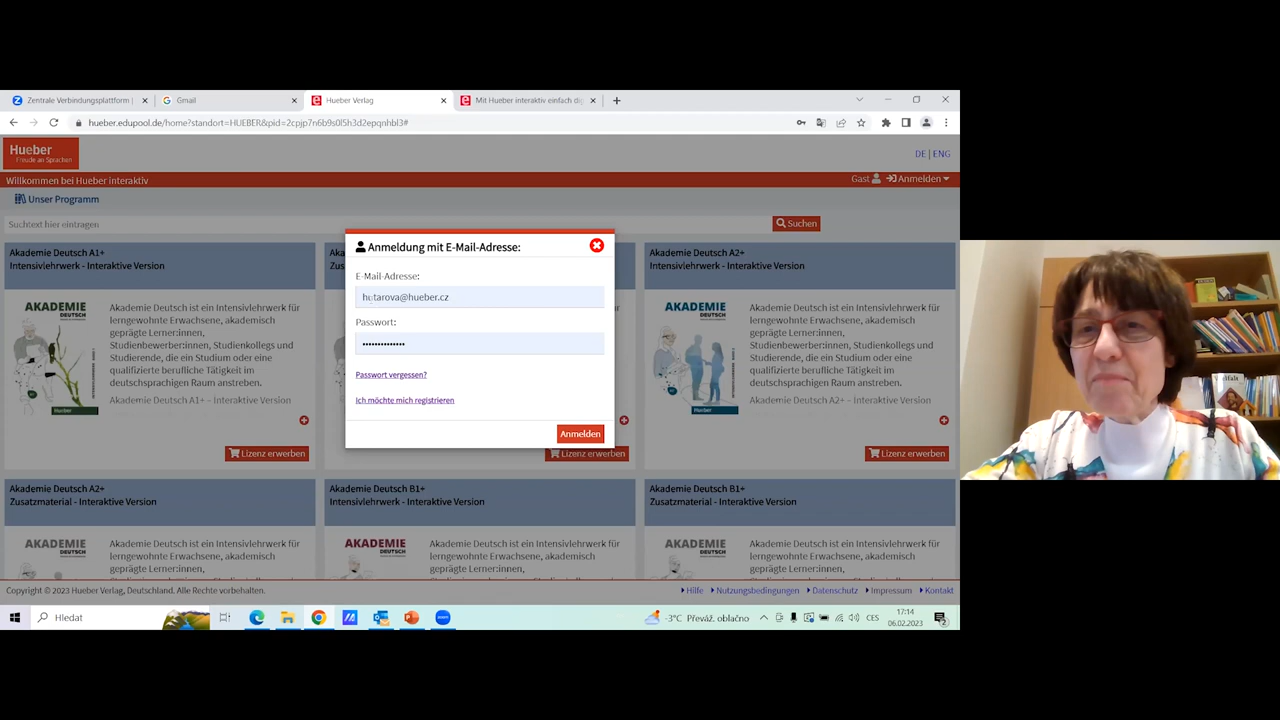 Zentrale Verbindungsplattform |
Gmail
Hueber Verlag
Mit Hueber interaktiv einfach dig
hueber.edupool.de/home?standort=HUEBER&pid=2cpjp7n6b9s0l5h3d2epqnhbl3#
Hueber
Freude an Sprachen
DE | ENG
Willkommen bei Hueber interaktiv
Gast Anmelden
Unser Programm
Suchtext hier eintragen
Suchen
Akademie Deutsch A1+
Intensivlehrwerk - Interaktive Version
AKADEMIE
DEUTSCH
Hueber
Akademie Deutsch ist ein Intensivlehrwerk für
lerngewohnte Erwachsene, akademisch
geprägte Lerner:innen,
Studienbewerber:innen, Studienkollegs und
Studierende, die ein Studium oder eine
qualifizierte berufliche Tätigkeit im
deutschsprachigen Raum anstreben.
Akademie Deutsch A1+ – Interaktive Version
Lizenz erwerben
Aka
Zus
Anmeldung mit E-Mail-Adresse:
E-Mail-Adresse:
hutarova@hueber.cz
Passwort:
••••••••••••••
Passwort vergessen?
Ich möchte mich registrieren
Anmelden
Lizenz erwerben
Akademie Deutsch A2+
Intensivlehrwerk - Interaktive Version
AKADEMIE
DEUTSCH
Hueber
Akademie Deutsch ist ein Intensivlehrwerk für
lerngewohnte Erwachsene, akademisch
geprägte Lerner:innen,
Studienbewerber:innen, Studienkollegs und
Studierende, die ein Studium oder eine
qualifizierte berufliche Tätigkeit im
deutschsprachigen Raum anstreben.
Akademie Deutsch A2+ – Interaktive Version
Lizenz erwerben
Akademie Deutsch A2+
Zusatzmaterial - Interaktive Version
AKADEMIE
DEUTSCH
Akademie Deutsch ist ein Intensivlehrwerk für
lerngewohnte Erwachsene, akademisch
geprägte Lerner:innen,
Akademie Deutsch B1+
Intensivlehrwerk - Interaktive Version
AKADEMIE
DEUTSCH
Akademie Deutsch ist ein Intensivlehrwerk für
lerngewohnte Erwachsene, akademisch
geprägte Lerner:innen,
Akademie Deutsch B1+
Zusatzmaterial - Interaktive Version
AKADEMIE
DEUTSCH
Akademie Deutsch ist ein Intensivlehrwerk für
lerngewohnte Erwachsene, akademisch
geprägte Lerner:innen,
Copyright © 2023 Hueber Verlag, Deutschland. Alle Rechte vorbehalten.
Hilfe Nutzungsbedingungen Datenschutz Impressum Kontakt
Hledat
-3°C Převáž. oblačno
CES
17:14
06.02.2023
2